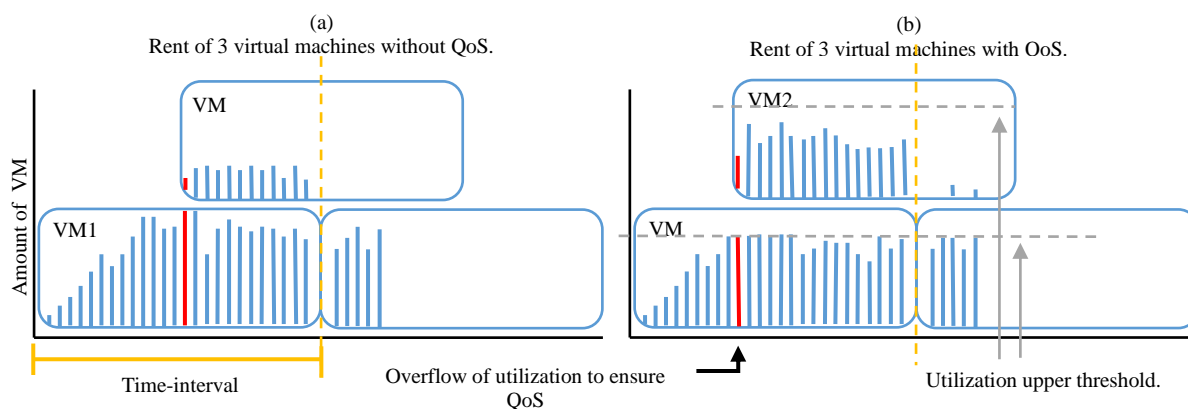 (a)
Rent of 3 virtual machines without QoS.
(b)
Rent of 3 virtual machines with OoS.
Amount of VM
VM
VM1
VM2
VM
Time-interval
Overflow of utilization to ensure
QoS
Utilization upper threshold.